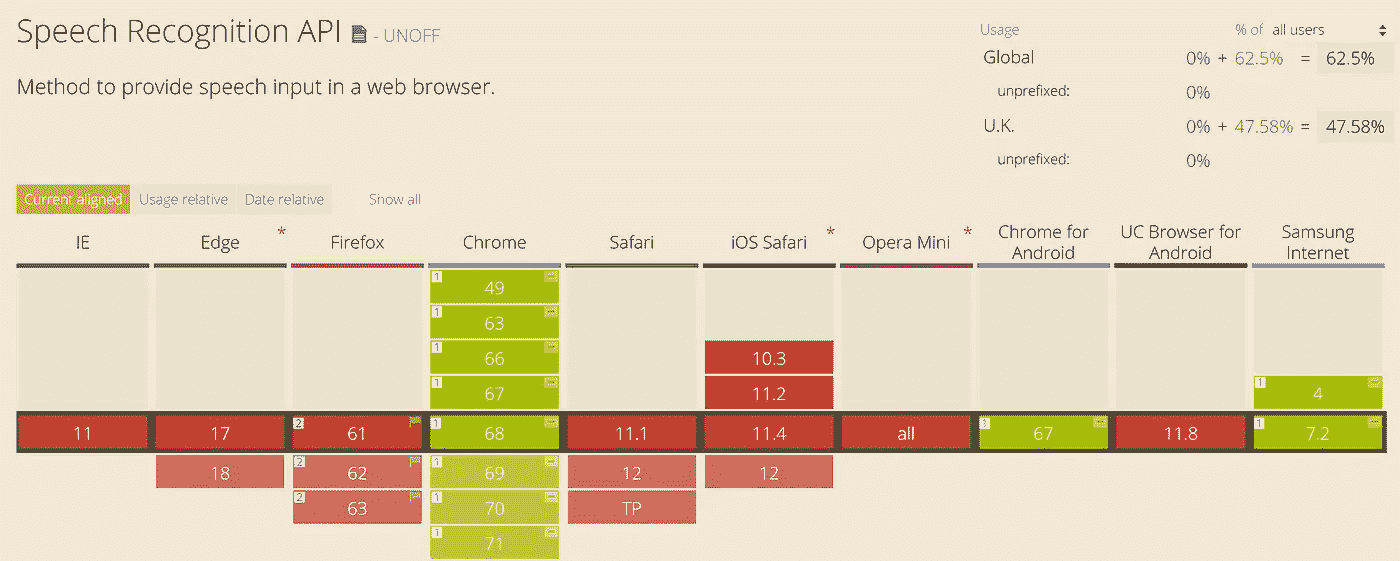 Speech Recognition API - UNOFF
Method to provide speech input in a web browser.
Usage % of all users
Global 0% + 62.5% = 62.5%
unprefixed: 0%
U.K. 0% + 47.58% = 47.58%
unprefixed: 0%
Current aligned Usage relative Date relative Show all
IE Edge * Firefox Chrome Safari iOS Safari * Opera Mini * Chrome for Android UC Browser for Android Samsung Internet
1 49
1 63
1 66 10.3
1 67 11.2 1 4
11 17 2 61 1 68 11.1 11.4 all 1 67 11.8 1 7.2
18 2 62 1 69 12 12
2 63 1 70 TP
1 71